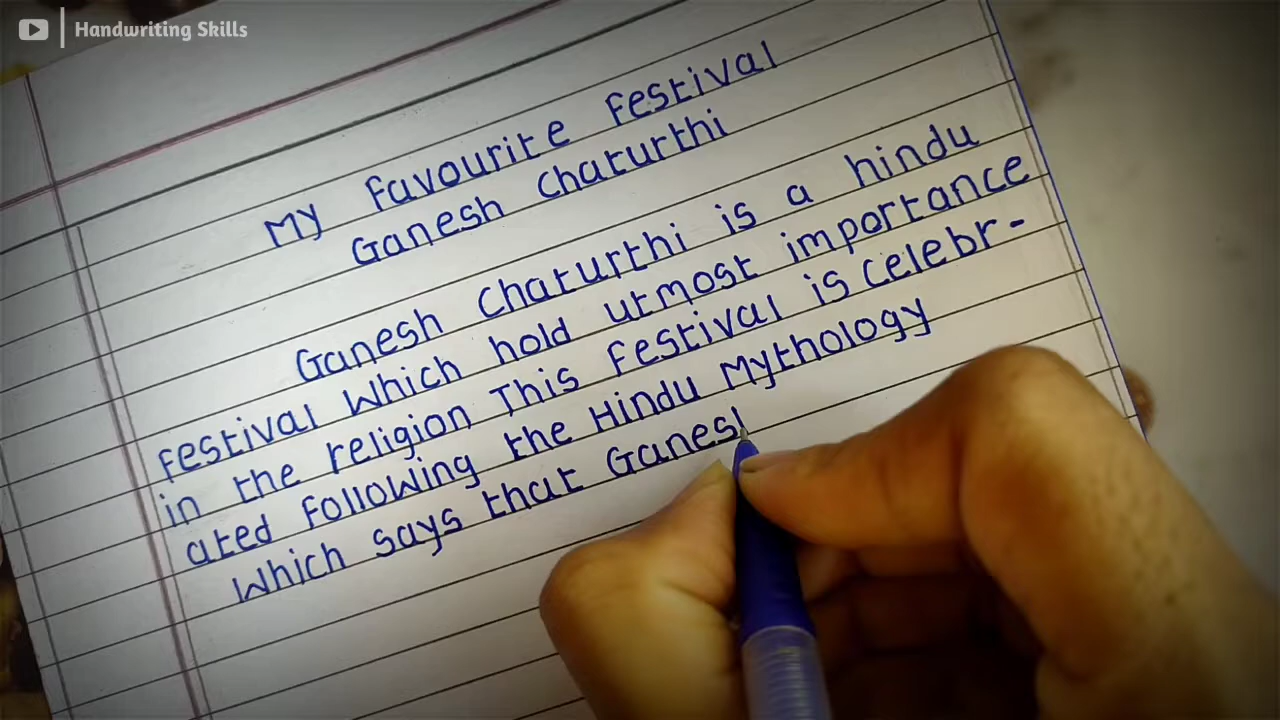 Handwriting Skills
My Favourite Festival
Ganesh Chaturthi
Ganesh Chaturthi is a hindu
Festival Which hold utmost importance
in the religion This Festival is celebr-
ated Following the Hindu Mythology
Which says that Ganesl